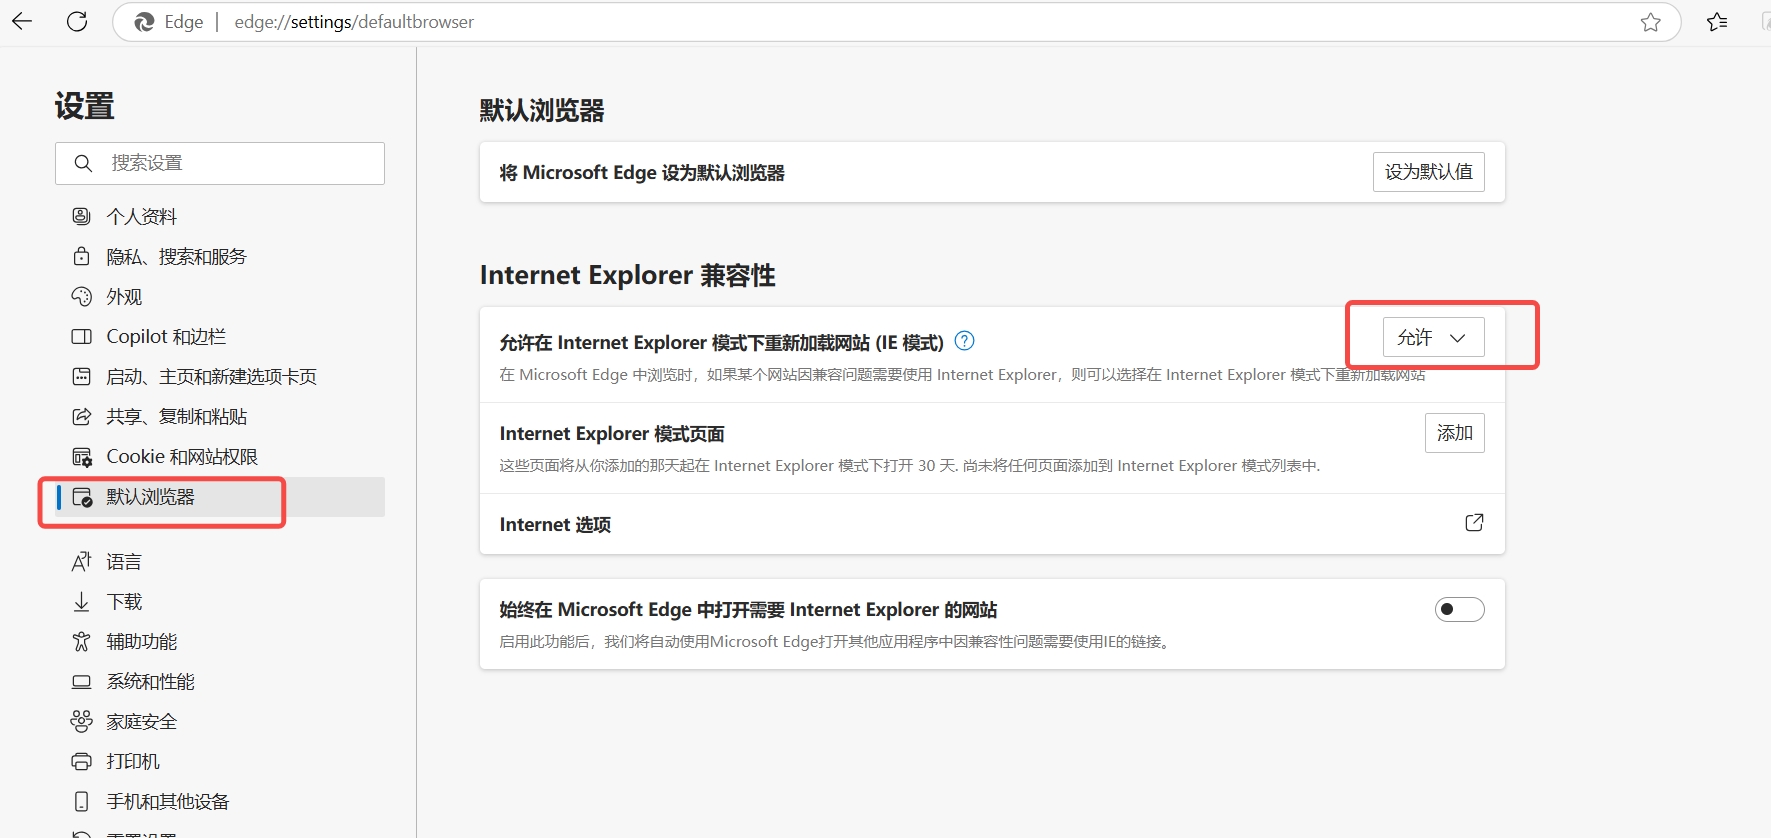 Edge
edge://settings/defaultbrowser
设置
搜索设置
个人资料
隐私、搜索和服务
外观
Copilot 和边栏
启动、主页和新建选项卡页
共享、复制和粘贴
Cookie 和网站权限
默认浏览器
语言
下载
辅助功能
系统和性能
家庭安全
打印机
手机和其他设备
默认浏览器
将 Microsoft Edge 设为默认浏览器
设为默认值
Internet Explorer 兼容性
允许在 Internet Explorer 模式下重新加载网站 (IE 模式)
允许
在 Microsoft Edge 中浏览时，如果某个网站因兼容问题需要使用 Internet Explorer，则可以选择在 Internet Explorer 模式下重新加载网站
Internet Explorer 模式页面
添加
这些页面将从你添加的那天起在 Internet Explorer 模式下打开 30 天. 尚未将任何页面添加到 Internet Explorer 模式列表中.
Internet 选项
始终在 Microsoft Edge 中打开需要 Internet Explorer 的网站
启用此功能后，我们将自动使用Microsoft Edge打开其他应用程序中因兼容性问题需要使用IE的链接。